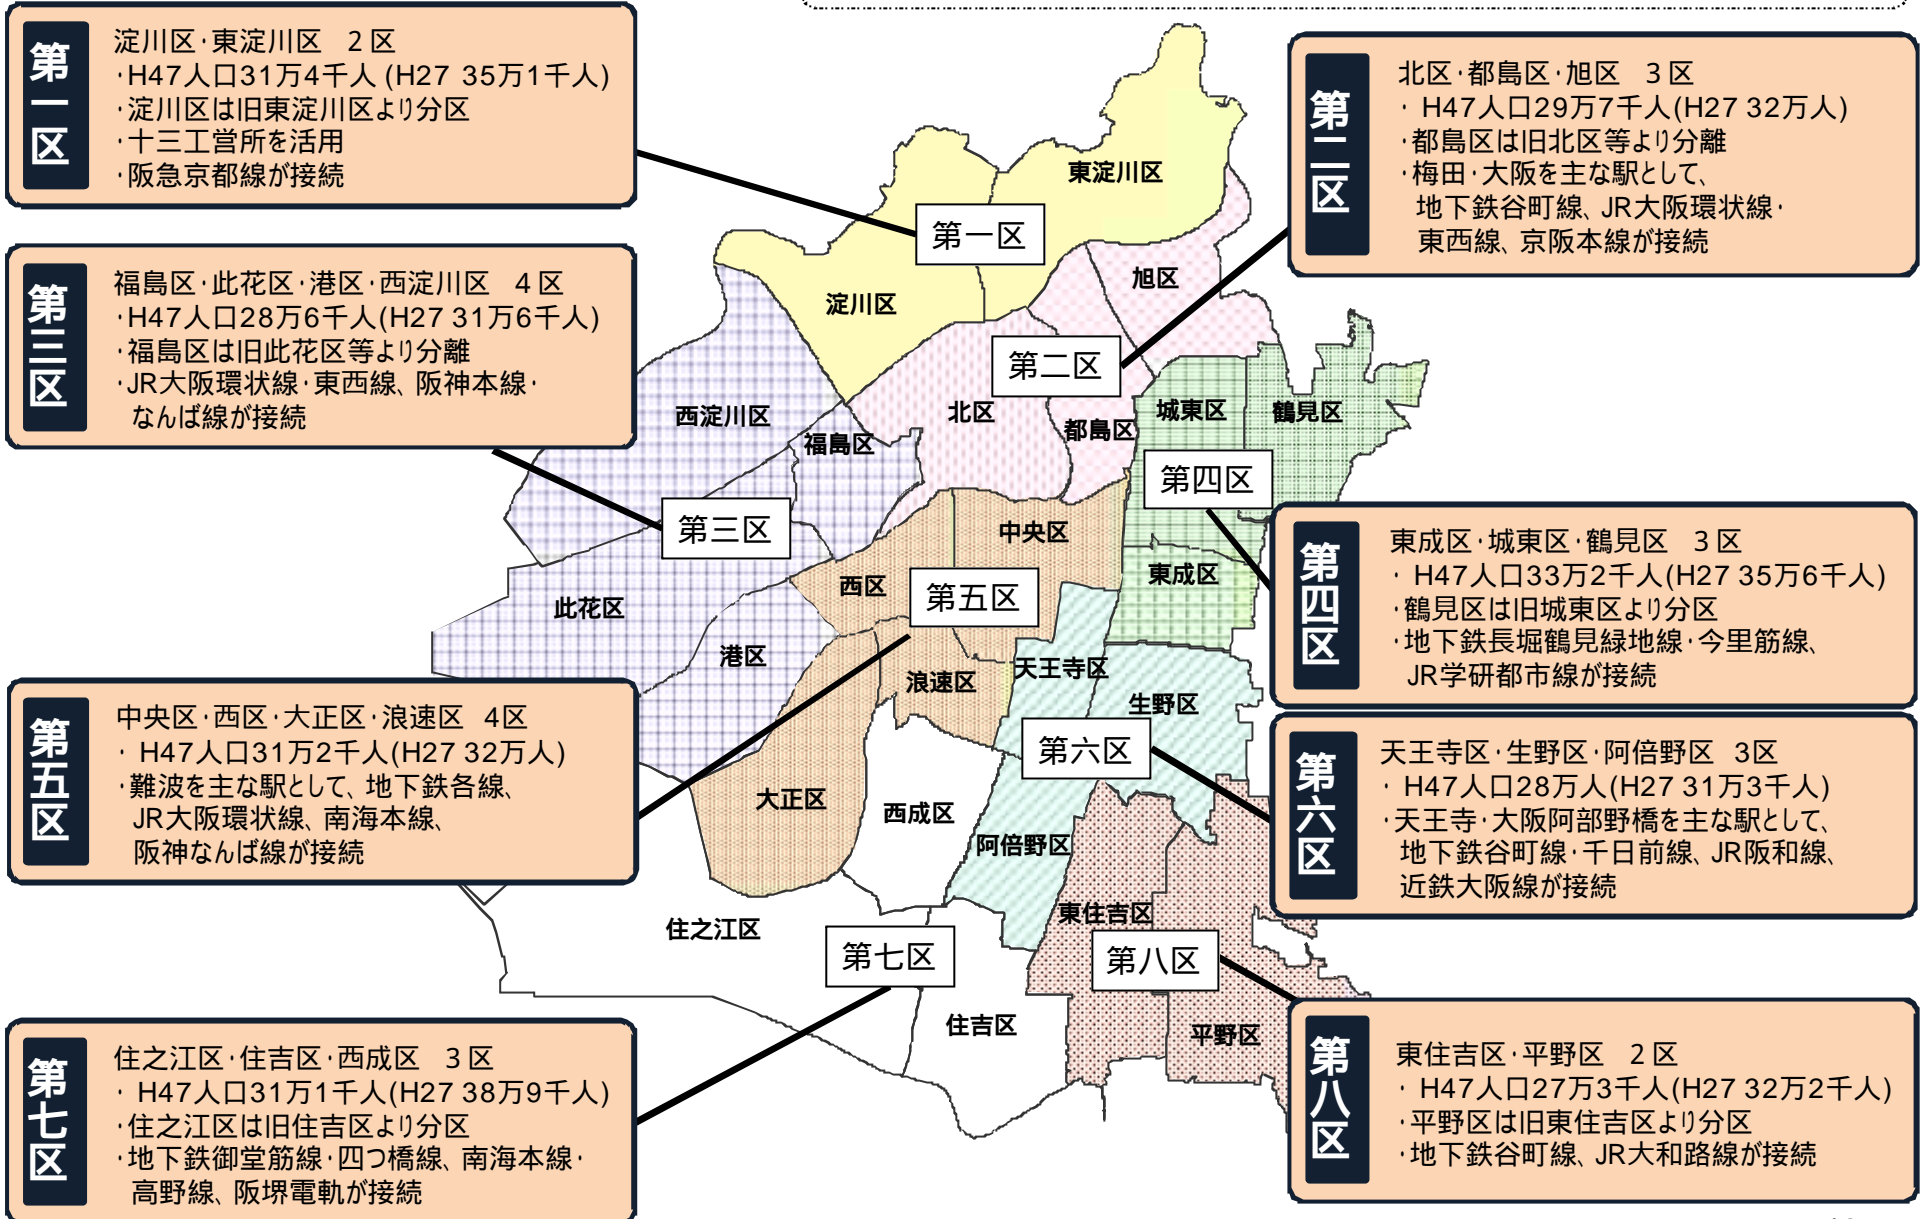 第一区
淀川区・東淀川区　２区
・H47人口31万4千人 (H27 35万1千人)
・淀川区は旧東淀川区より分区
・十三工営所を活用
・阪急京都線が接続
第二区
北区・都島区・旭区　３区
・ H47人口29万7千人(H27 32万人)
・都島区は旧北区等より分離
・梅田・大阪を主な駅として、
地下鉄谷町線、JR大阪環状線・
東西線、京阪本線が接続
第三区
福島区・此花区・港区・西淀川区　４区
・H47人口28万6千人(H27 31万6千人)
・福島区は旧此花区等より分離
・JR大阪環状線・東西線、阪神本線・
なんば線が接続
第四区
東成区・城東区・鶴見区　３区
・ H47人口33万2千人(H27 35万6千人)
・鶴見区は旧城東区より分区
・地下鉄長堀鶴見緑地線・今里筋線、
JR学研都市線が接続
第五区
中央区・西区・大正区・浪速区　4区
・ H47人口31万2千人(H27 32万人)
・難波を主な駅として、地下鉄各線、
JR大阪環状線、南海本線、
阪神なんば線が接続
第六区
天王寺区・生野区・阿倍野区　3区
・ H47人口28万人(H27 31万3千人)
・天王寺・大阪阿部野橋を主な駅として、
地下鉄谷町線・千日前線、JR阪和線、
近鉄大阪線が接続
第七区
住之江区・住吉区・西成区　３区
・ H47人口31万1千人(H27 38万9千人)
・住之江区は旧住吉区より分区
・地下鉄御堂筋線・四つ橋線、南海本線・
高野線、阪堺電軌が接続
第八区
東住吉区・平野区　２区
・ H47人口27万3千人(H27 32万2千人)
・平野区は旧東住吉区より分区
・地下鉄谷町線、JR大和路線が接続
東淀川区
第一区
旭区
淀川区
第二区
西淀川区
福島区
北区
都島区
城東区
鶴見区
第四区
第三区
中央区
東成区
西区
第五区
此花区
港区
浪速区
天王寺区
生野区
第六区
大正区
西成区
阿倍野区
東住吉区
住之江区
第七区
第八区
住吉区
平野区